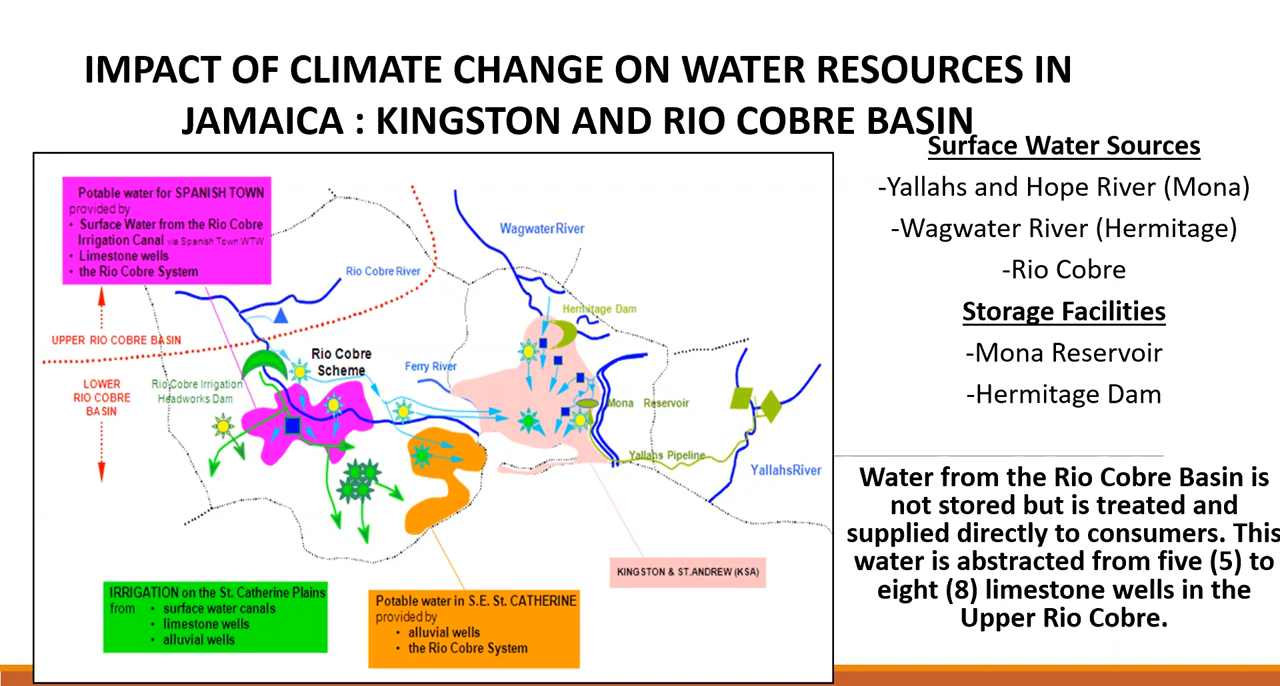 IMPACT OF CLIMATE CHANGE ON WATER RESOURCES IN
JAMAICA : KINGSTON AND RIO COBRE BASIN
Potable water for SPANISH TOWN
provided by
• Surface Water from the Rio Cobre
Irrigation Canal via Spanish Town WTW
• Limestone wells
• the Rio Cobre System
Rio Cobre River
Wagwater River
Hermitage Dam
UPPER RIO COBRE BASIN
LOWER
RIO COBRE
BASIN
Rio Cobre Irrigation
Headworks Dam
Rio Cobre
Scheme
Ferry River
Mona Reservoir
Yallahs Pipeline
YallahsRiver
KINGSTON & ST.ANDREW (KSA)
IRRIGATION on the St. Catherine Plains
from • surface water canals
• limestone wells
• alluvial wells
Potable water in S.E. St. CATHERINE
provided by
• alluvial wells
• the Rio Cobre System
Surface Water Sources
-Yallahs and Hope River (Mona)
-Wagwater River (Hermitage)
-Rio Cobre
Storage Facilities
-Mona Reservoir
-Hermitage Dam
Water from the Rio Cobre Basin is
not stored but is treated and
supplied directly to consumers. This
water is abstracted from five (5) to
eight (8) limestone wells in the
Upper Rio Cobre.